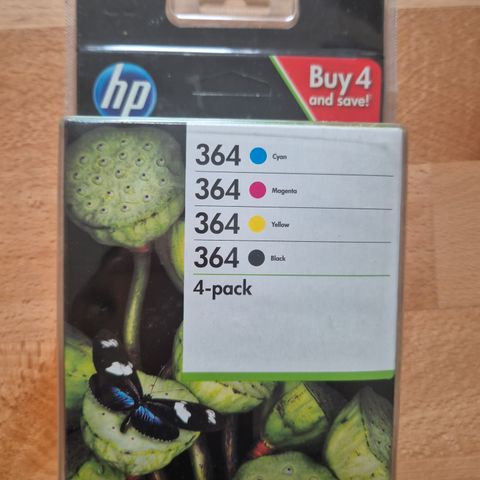 hp
Buy 4
and save!
364 Cyan
364 Magenta
364 Yellow
364 Black
4-pack